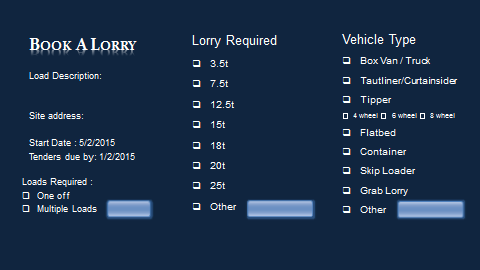 Book A Lorry
Load Description:
Site address:
Start Date : 5/2/2015
Tenders due by: 1/2/2015
Loads Required :
One off
Multiple Loads
Lorry Required
3.5t
7.5t
12.5t
15t
18t
20t
25t
Other
Vehicle Type
Box Van / Truck
Tautliner/Curtainsider
Tipper
4 wheel 6 wheel 8 wheel
Flatbed
Container
Skip Loader
Grab Lorry
Other